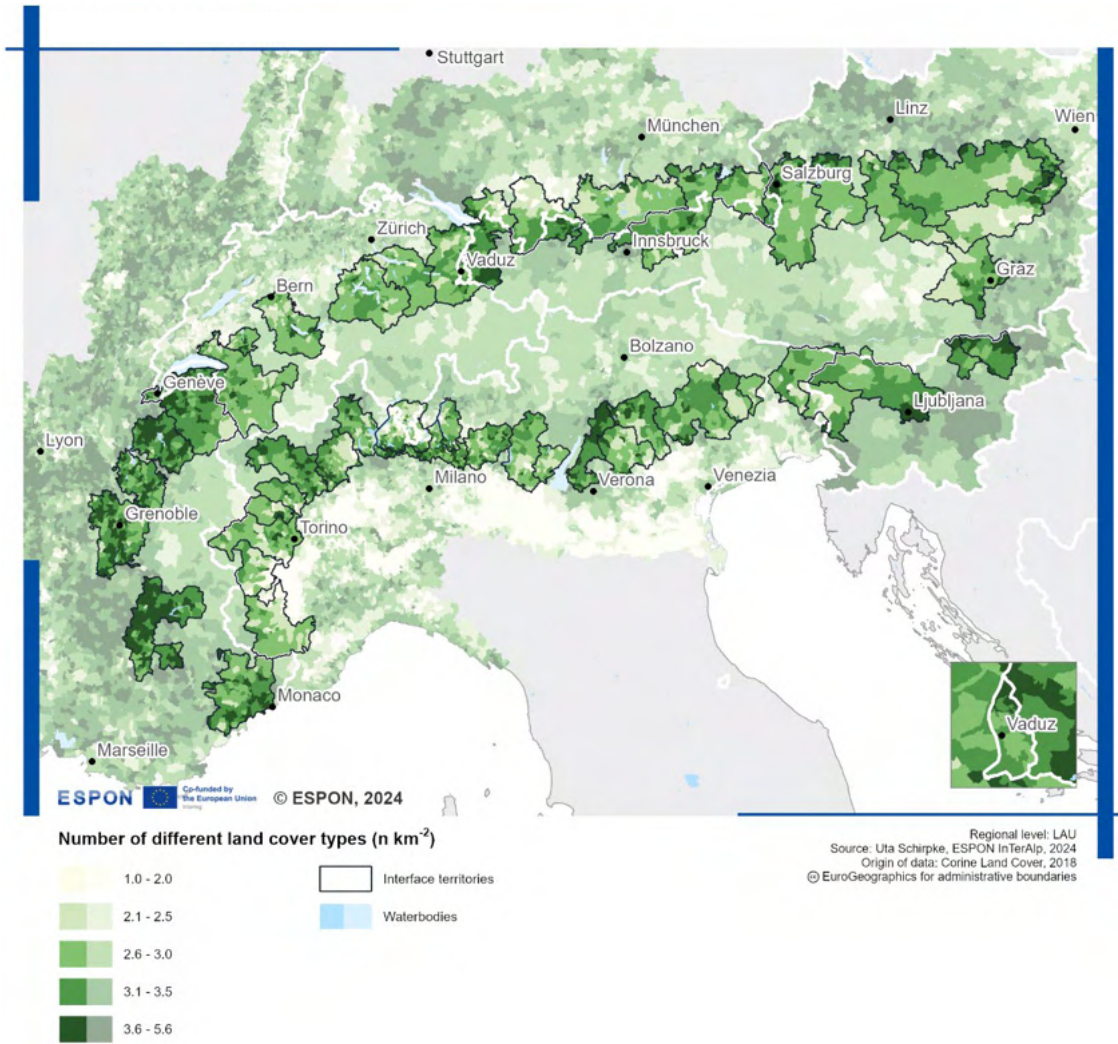 Stuttgart
Linz
Wien
München
Salzburg
Zürich
Innsbruck
Vaduz
Graz
Bern
Bolzano
Genève
Ljubljana
Lyon
Milano
Verona
Venezia
Grenoble
Torino
Monaco
Vaduz
Marseille
ESPON
Co-funded by
the European Union
Interreg
© ESPON, 2024
Number of different land cover types (n km-2)
Regional level: LAU
Source: Uta Schirpke, ESPON InTerAlp, 2024
Origin of data: Corine Land Cover, 2018
EuroGeographics for administrative boundaries
1.0 - 2.0
Interface territories
2.1 - 2.5
Waterbodies
2.6 - 3.0
3.1 - 3.5
3.6 - 5.6